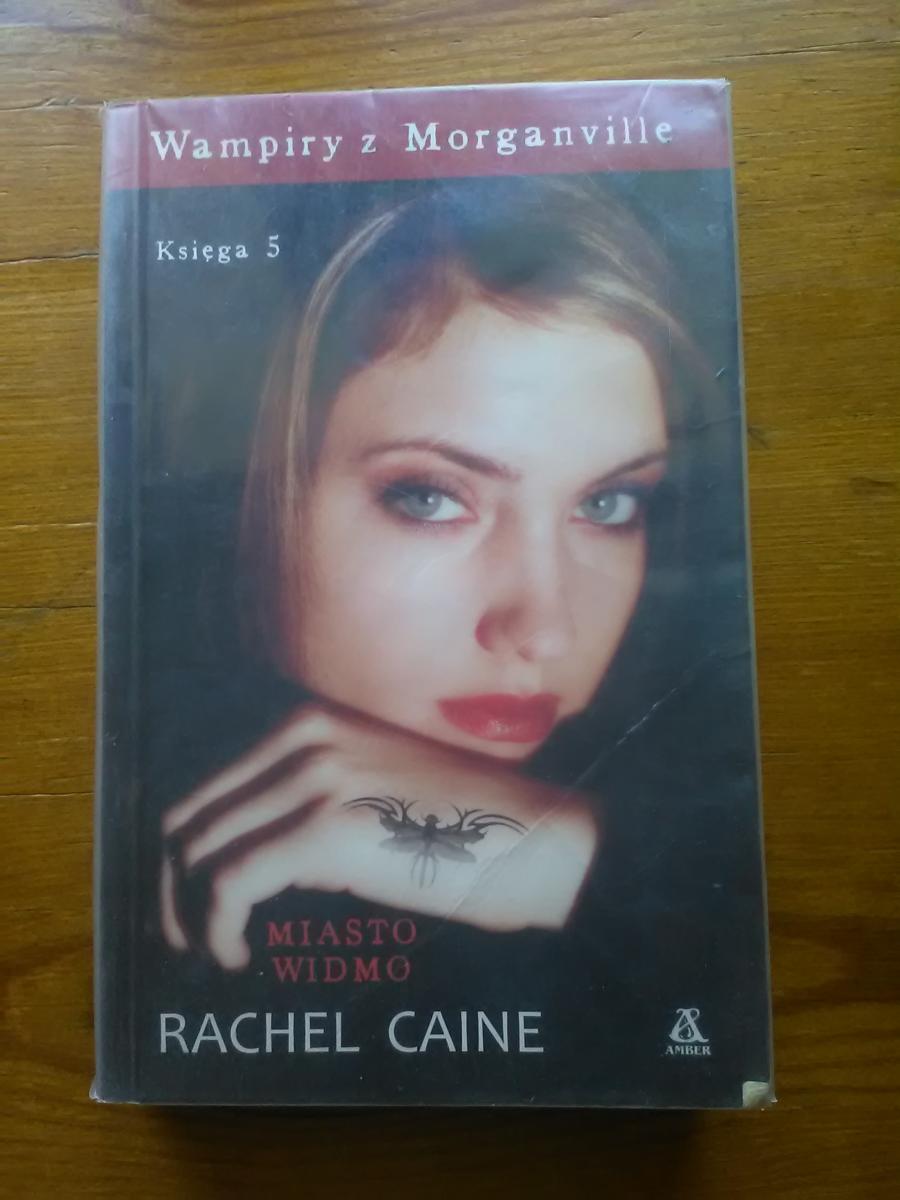 Wampiry z Morganville
Księga 5
MIASTO
WIDMO
RACHEL CAINE
AMBER